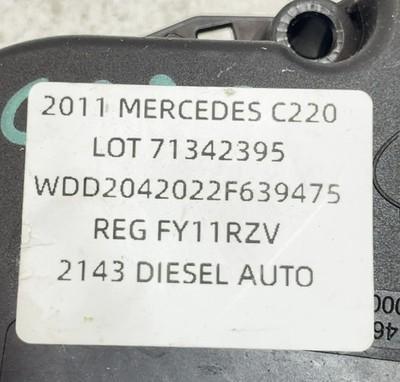 2011 MERCEDES C220
LOT 71342395
WDD2042022F639475
REG FY11RZV
2143 DIESEL AUTO